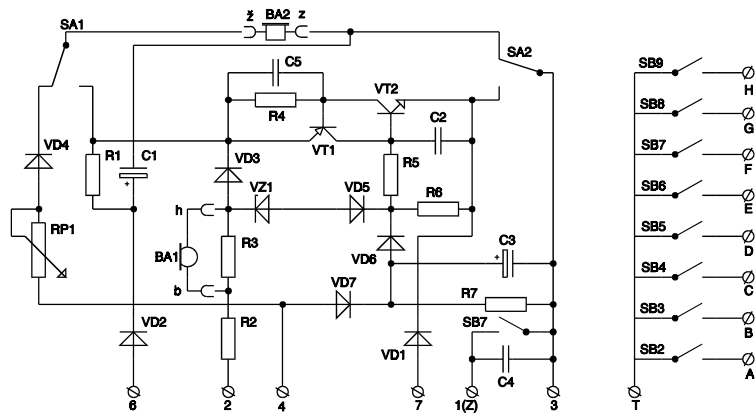 ž BA2 z
SA1
SA2
C5
VT2
SB9
H
R4
SB8
G
C2
VT1
SB7
F
VD4
R1
C1
+
VD3
R5
VZ1
VD5
R6
SB6
E
h
RP1
R3
BA1
VD6
C3
+
SB5
D
b
VD7
R7
SB4
C
VD2
R2
VD1
SB7
SB3
B
C4
SB2
A
6
2
4
7
1(Z)
3
T